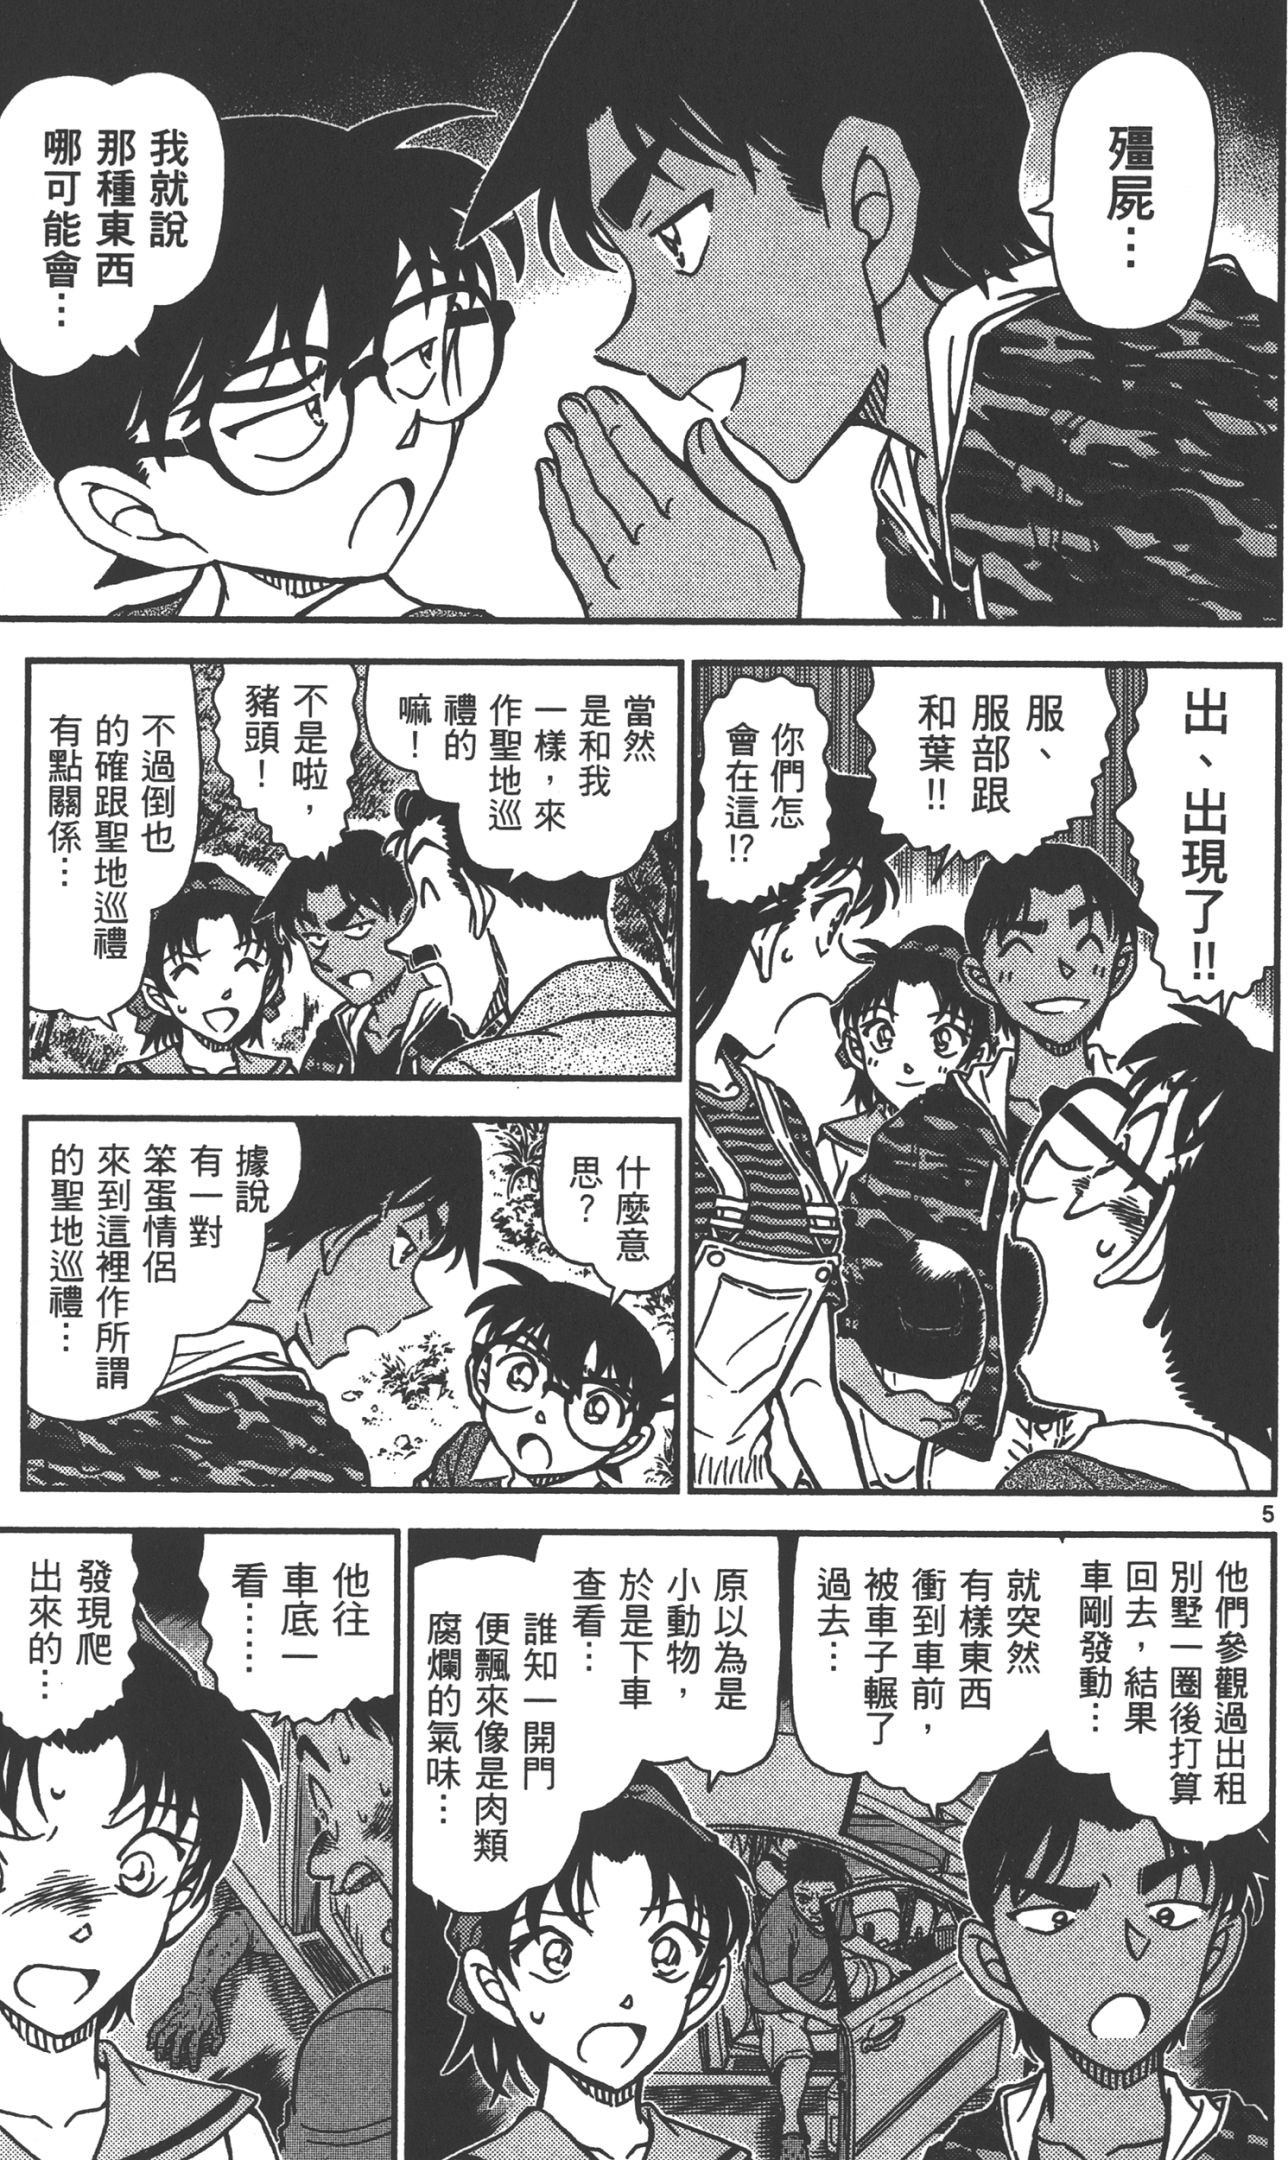 殭屍…
我就說
那種東西
哪可能會…
出、出現了!!
服、
服部跟
和葉!!
你們怎
會在這!?
當然
是和我
一樣，來
作聖地巡
禮的
嘛！
不是啦，
豬頭！
不過倒也
的確跟聖地巡禮
有點關係…
什麼意
思？
據說
有一對
笨蛋情侶
來到這裡作所謂
的聖地巡禮…
5
他們參觀過出租
別墅一圈後打算
回去，結果
車剛發動…
就突然
有樣東西
衝到車前，
被車子輾了
過去…
原以為是
小動物，
於是下車
查看…
誰知一開門
便飄來像是肉類
腐爛的氣味…
他往
車底一
看……
發現爬
出來的…